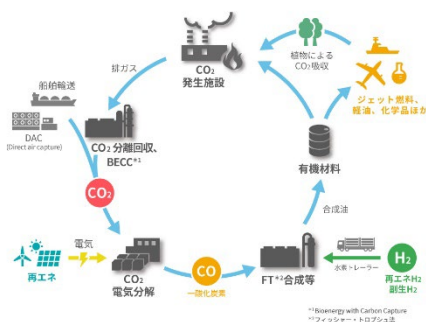 植物による
CO₂吸収
CO₂
発生施設
排ガス
船舶輸送
DAC
(Direct air capture)
CO₂分離回収、
BECC*¹
ジェット燃料、
軽油、化学品ほか
有機材料
CO₂
合成油
再エネ
電気
CO₂
電気分解
CO
一酸化炭素
FT*²合成等
水素トレーラー
H₂
再エネH₂
副生H₂
*¹Bioenergy with Carbon Capture
*²フィッシャー・トロプシュ法